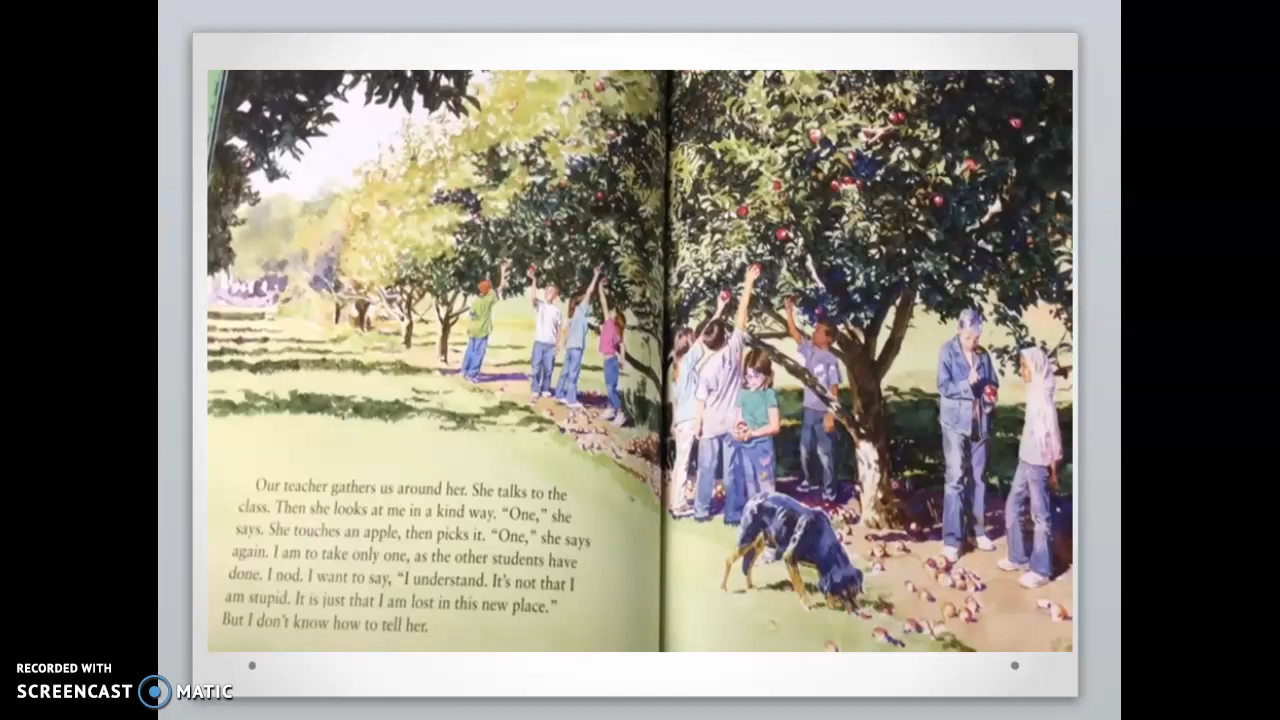 Our teacher gathers us around her. She talks to the
class. Then she looks at me in a kind way. “One,” she
says. She touches an apple, then picks it. “One,” she says
again. I am to take only one, as the other students have
done. I nod. I want to say, “I understand. It’s not that I
am stupid. It is just that I am lost in this new place.”
But I don’t know how to tell her.
RECORDED WITH
SCREENCAST MATIC